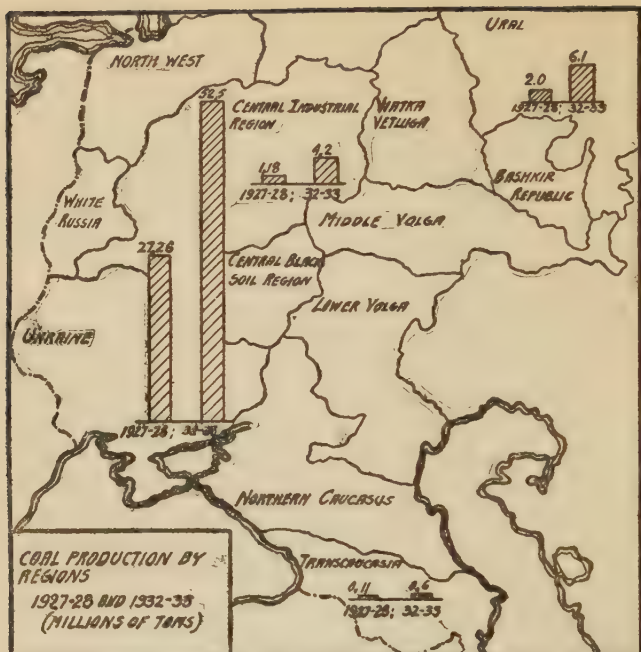 URAL
NORTH WEST
6.1
2.0
1927-28; 32-33
52,5
CENTRAL INDUSTRIAL
REGION
WATKA
VETLUGA
4,2
1,18
1927-28; 32-33
BASHKIR
REPUBLIC
WHITE
RUSSIA
MIDDLE VOLGA
27,26
CENTRAL BLACK
SOIL REGION
LOWER VOLGA
UKRAINE
1927-28; 32-33
NORTHERN CAUCASUS
TRANSCAUCASIA
0,11
0,6
1927-28; 32-33
COAL PRODUCTION BY
REGIONS
1927-28 AND 1932-33
(MILLIONS OF TONS)